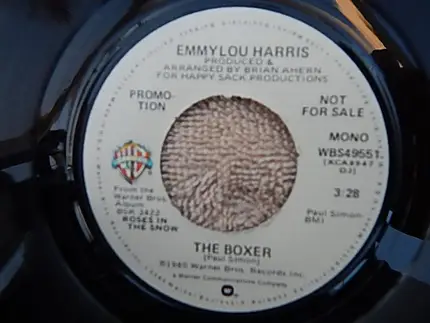 EMMYLOU HARRIS
PRODUCED &
ARRANGED BY BRIAN AHERN
FOR HAPPY SACK PRODUCTIONS
PROMO-
TION
NOT
FOR SALE
MONO
WBS49551
DJ)
3:28
Paul Simon
BMI
From the
Warner Bros.
Album
BSK 3422
ROSES IN
THE SNOW
THE BOXER
(Paul Simon)
©1980 Warner Bros. Records Inc.
a Warner Communications Company